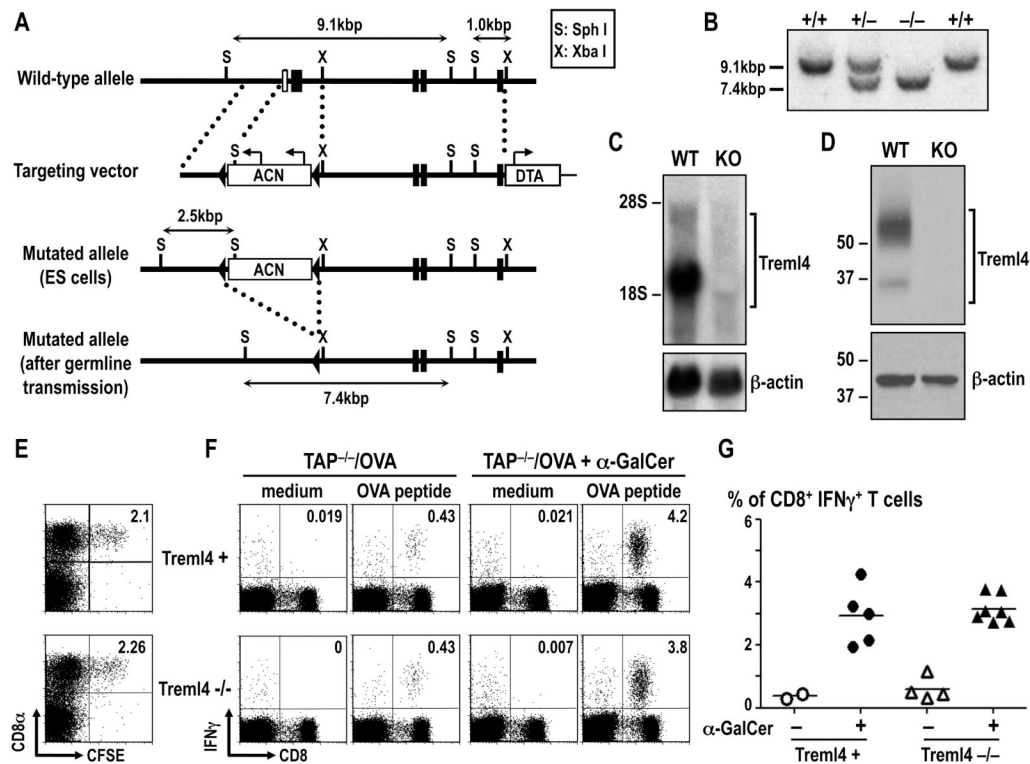 A
9.1kbp
1.0kbp
S: Sph I
X: Xba I
S X S S X
Wild-type allele
S X S S X
Targeting vector
ACN
DTA
2.5kbp
S S X S S X
Mutated allele
(ES cells)
ACN
S X S S X
Mutated allele
(after germline
transmission)
7.4kbp
B
+/+ +/– –/– +/+
9.1kbp
7.4kbp
C
WT KO
28S
18S
Treml4
β-actin
D
WT KO
50
37
Treml4
50
37
β-actin
E
2.1
2.26
CD8α
CFSE
F
TAP–/–/OVA
TAP–/–/OVA + α-GalCer
medium OVA peptide medium OVA peptide
Treml4 +
0.019 0.43 0.021 4.2
Treml4 -/-
0 0.43 0.007 3.8
IFNγ
CD8
G
% of CD8+ IFNγ+ T cells
6
4
2
0
α-GalCer – + – +
Treml4 + Treml4 –/–